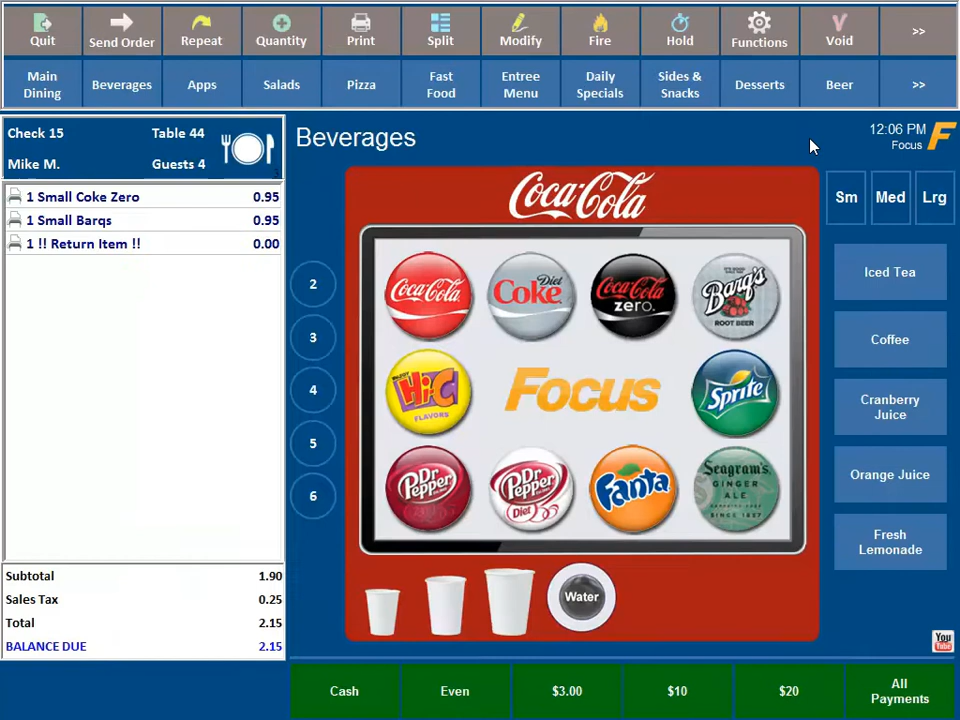 Quit
Send Order
Repeat
Quantity
Print
Split
Modify
Fire
Hold
Functions
Void
>>
Main
Dining
Beverages
Apps
Salads
Pizza
Fast
Food
Entree
Menu
Daily
Specials
Sides &
Snacks
Desserts
Beer
>>
Check 15
Table 44
Mike M.
Guests 4
1 Small Coke Zero 0.95
1 Small Barqs 0.95
1 !! Return Item !! 0.00
Subtotal 1.90
Sales Tax 0.25
Total 2.15
BALANCE DUE 2.15
Beverages
12:06 PM
Focus
F
Coca-Cola
2
3
4
5
6
Coca-Cola
Diet
Coke
Coca-Cola
zero.
Barq's
ROOT BEER
ENJOY
Hi-C
FLAVORS
Focus
Sprite
Dr
Pepper
Dr
Pepper
Diet
Fanta
Seagram's
GINGER
ALE
SINCE 1857
Water
Sm
Med
Lrg
Iced Tea
Coffee
Cranberry
Juice
Orange Juice
Fresh
Lemonade
You
Tube
Cash
Even
$3.00
$10
$20
All
Payments